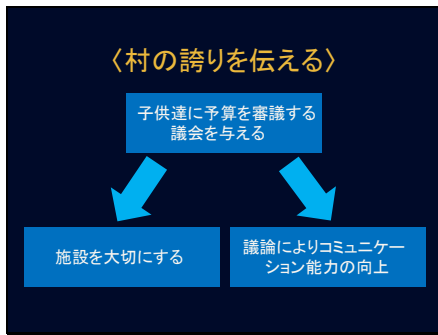 〈村の誇りを伝える〉
子供達に予算を審議する
議会を与える
施設を大切にする
議論によりコミュニケー
ション能力の向上